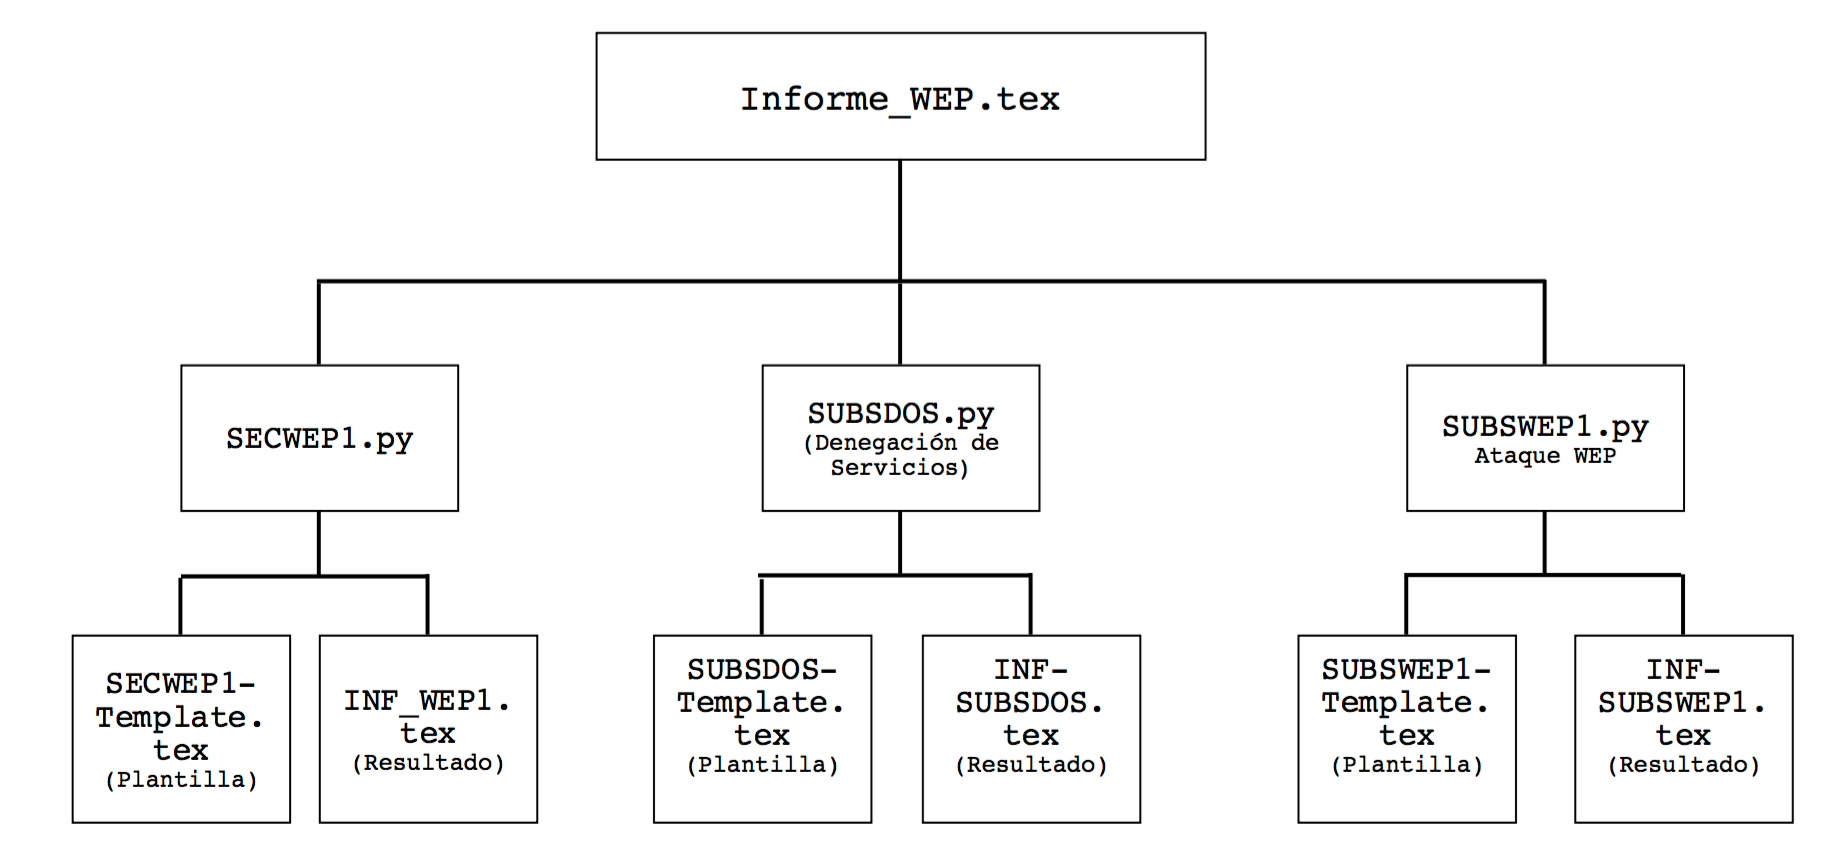 Informe_WEP.tex
SECWEP1.py
SUBSDOS.py
(Denegación de
Servicios)
SUBSWEP1.py
Ataque WEP
SECWEP1-
Template.
tex
(Plantilla)
INF_WEP1.
tex
(Resultado)
SUBSDOS-
Template.
tex
(Plantilla)
INF-
SUBSDOS.
tex
(Resultado)
SUBSWEP1-
Template.
tex
(Plantilla)
INF-
SUBSWEP1.
tex
(Resultado)